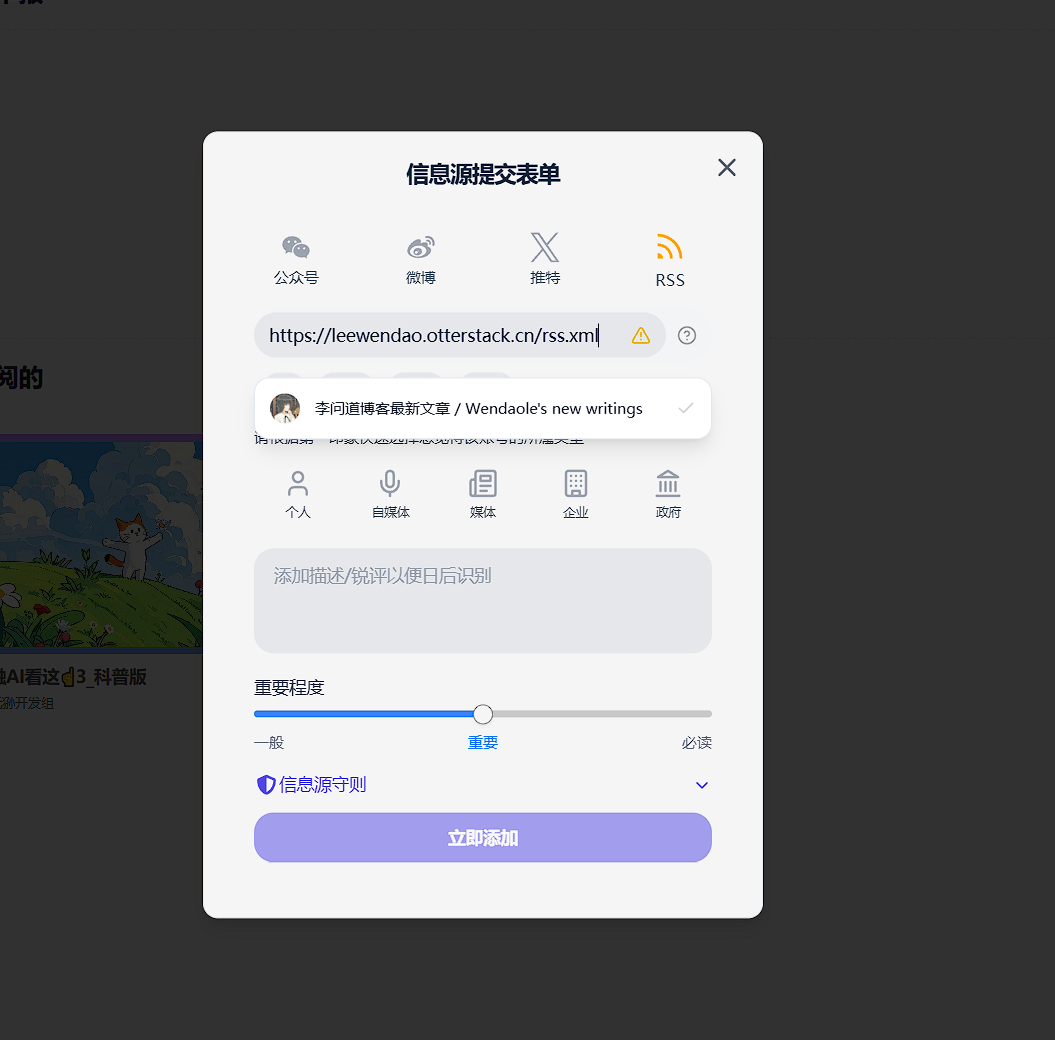 信息源提交表单
公众号
微博
推特
RSS
https://leewendao.otterstack.cn/rss.xml
阅的
李问道博客最新文章 / Wendaole's new writings
个人
自媒体
媒体
企业
政府
添加描述/锐评以便日后识别
AI看这☝3_科普版
开发组
重要程度
一般
重要
必读
信息源守则
立即添加